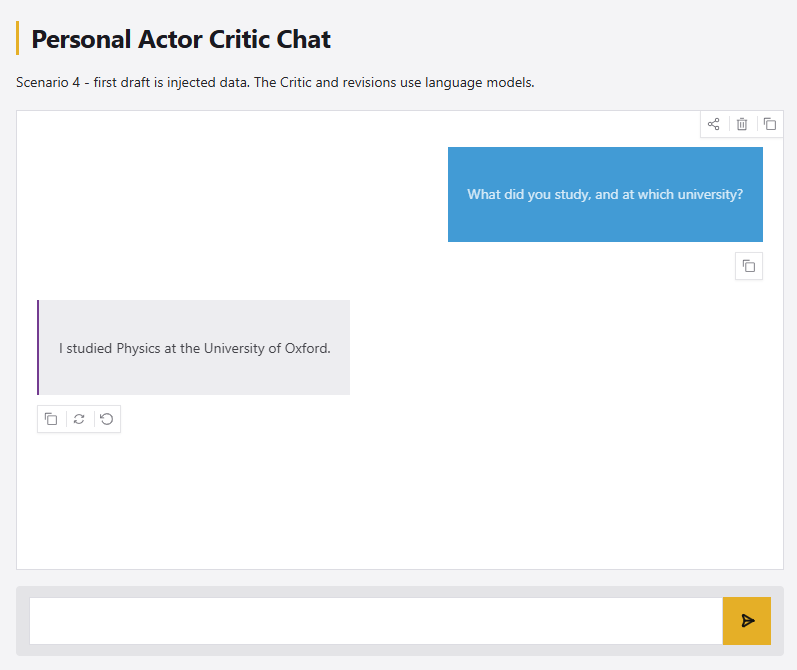 Personal Actor Critic Chat
Scenario 4 - first draft is injected data. The Critic and revisions use language models.
What did you study, and at which university?
I studied Physics at the University of Oxford.